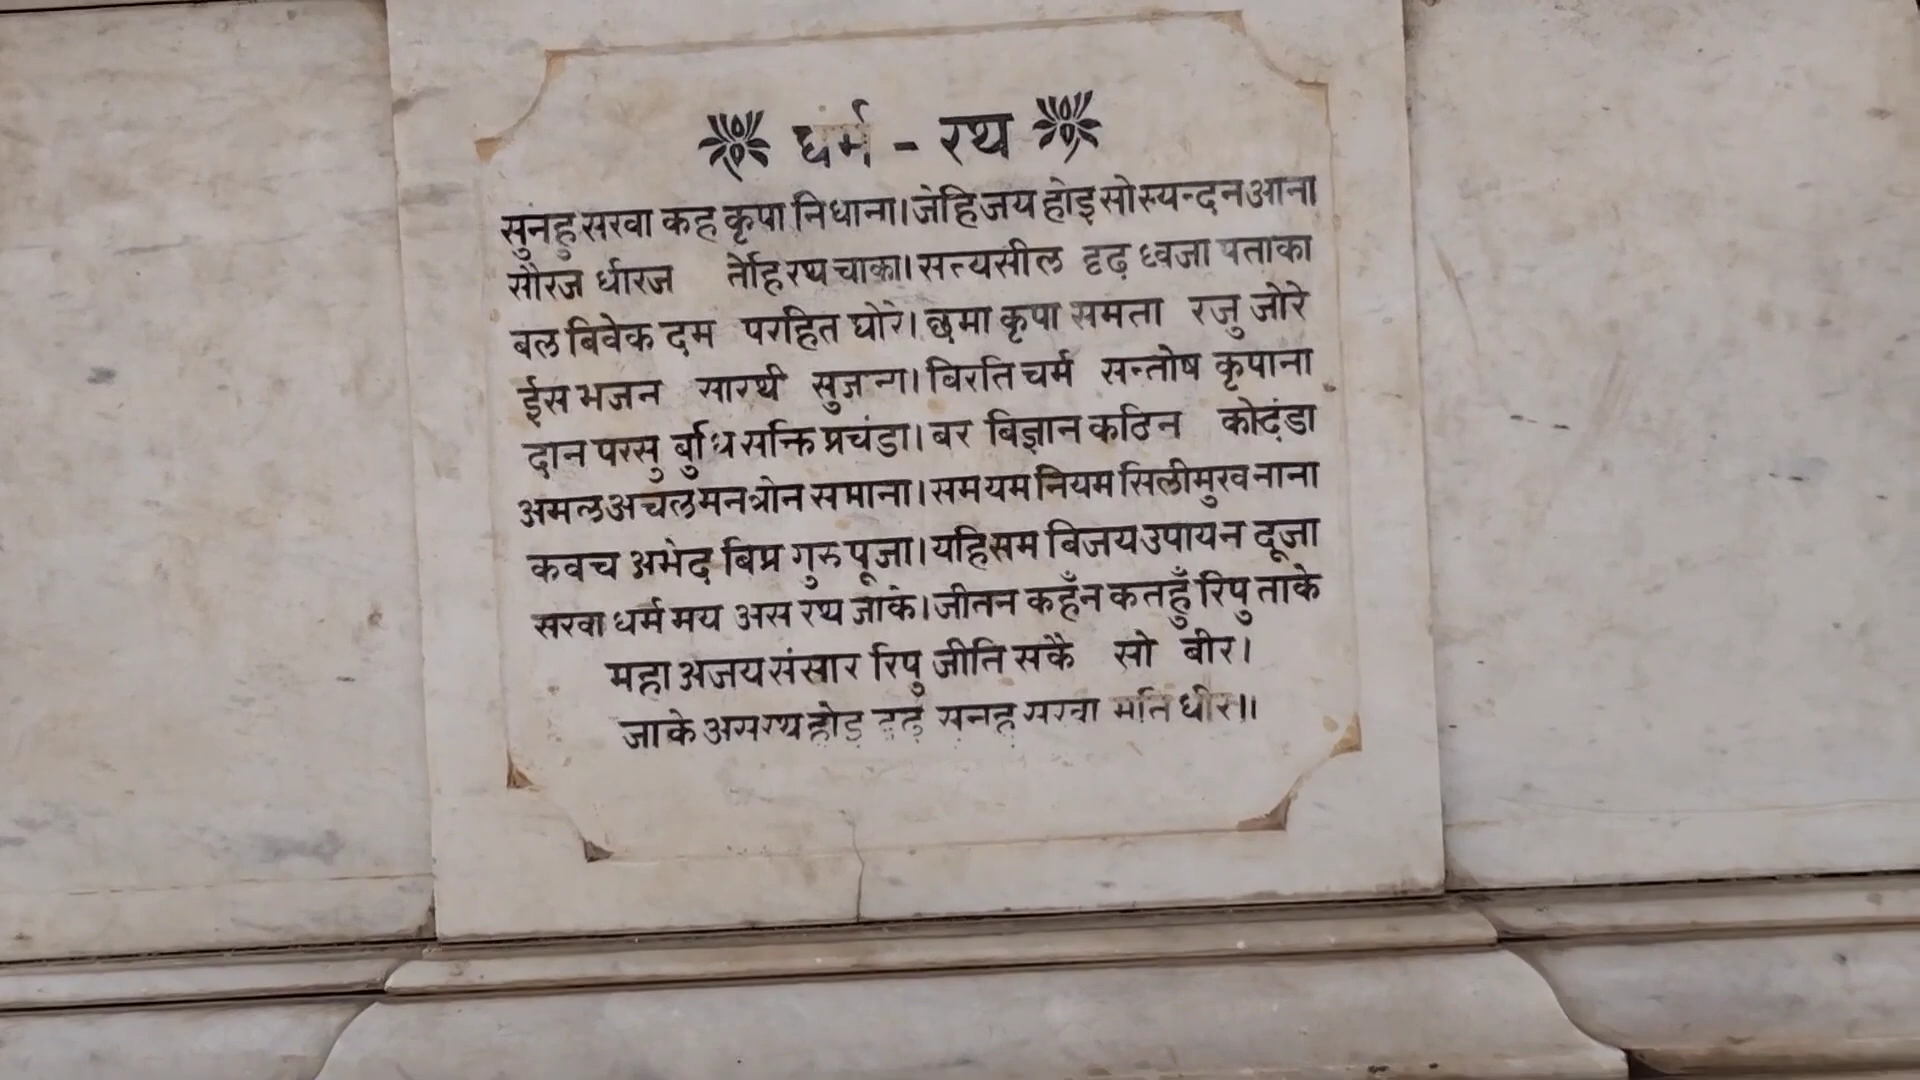 धर्म - रथ
सुनहु सखा कह कृपा निधाना। जेहि जय होइ सो स्यन्दन आना
सौरज धीरज तेहि रथ चाका। सत्यसील दृढ़ ध्वजा पताका
बल बिवेक दम परहित घोरे। छमा कृपा समता रजु जोरे
ईस भजन सारथी सुजाना। बिरति चर्म सन्तोष कृपाना
दान परसु बुधि सक्ति प्रचंडा। बर बिज्ञान कठिन कोदंडा
अमल अचल मन त्रोन समाना। सम यम नियम सिलीमुख नाना
कवच अभेद बिप्र गुरु पूजा। यहि सम बिजय उपाय न दूजा
सखा धर्म मय अस रथ जाके। जीतन कहँ न कतहुँ रिपु ताके
महा अजय संसार रिपु जीति सकै सो बीर।
जाके अस रथ होइ दृढ़ सुनहु सखा मति धीर॥